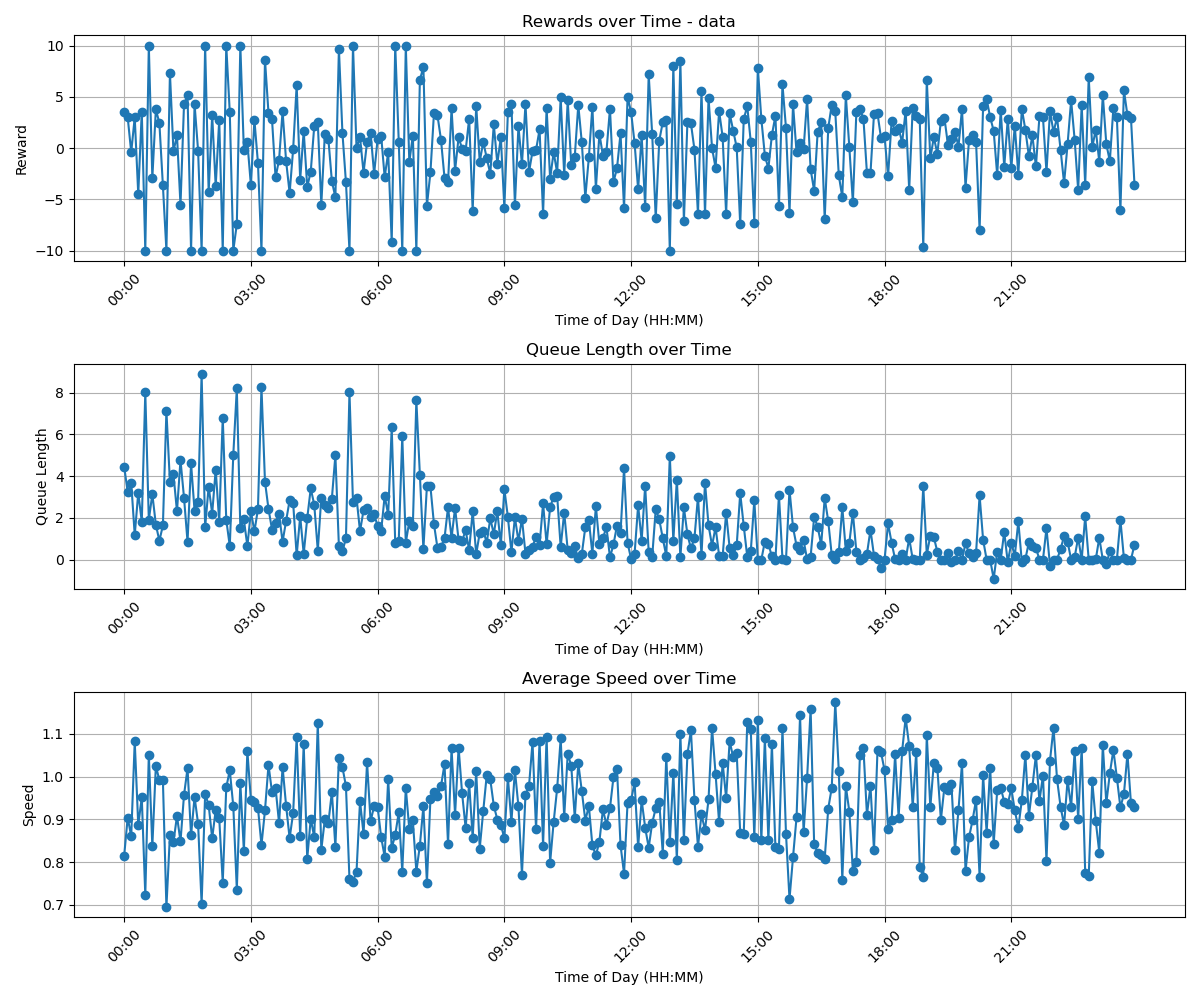 Rewards over Time - data
Reward
10
5
0
−5
−10
00:00 03:00 06:00 09:00 12:00 15:00 18:00 21:00
Time of Day (HH:MM)
Queue Length over Time
Queue Length
8
6
4
2
0
00:00 03:00 06:00 09:00 12:00 15:00 18:00 21:00
Time of Day (HH:MM)
Average Speed over Time
Speed
1.1
1.0
0.9
0.8
0.7
00:00 03:00 06:00 09:00 12:00 15:00 18:00 21:00
Time of Day (HH:MM)